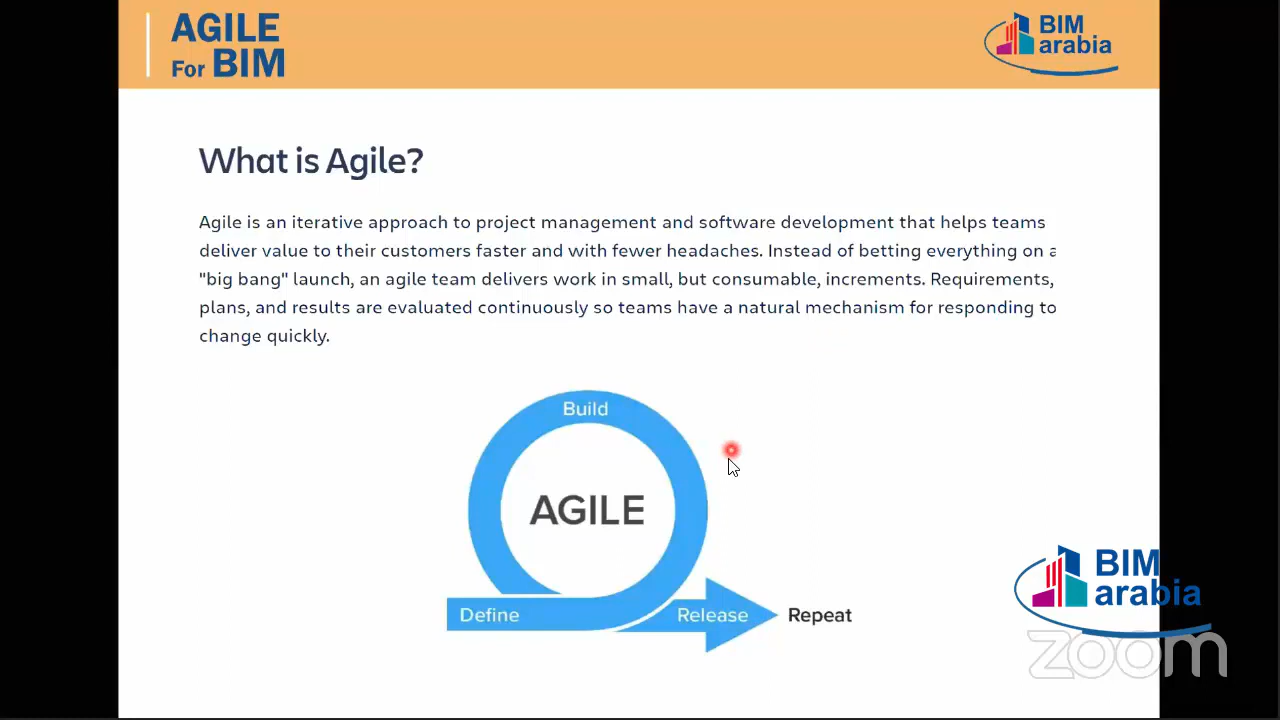 AGILE
For BIM
BIM
arabia
What is Agile?
Agile is an iterative approach to project management and software development that helps teams
deliver value to their customers faster and with fewer headaches. Instead of betting everything on a
"big bang" launch, an agile team delivers work in small, but consumable, increments. Requirements,
plans, and results are evaluated continuously so teams have a natural mechanism for responding to
change quickly.
Build
AGILE
Define
Release
Repeat
BIM
arabia
zoom